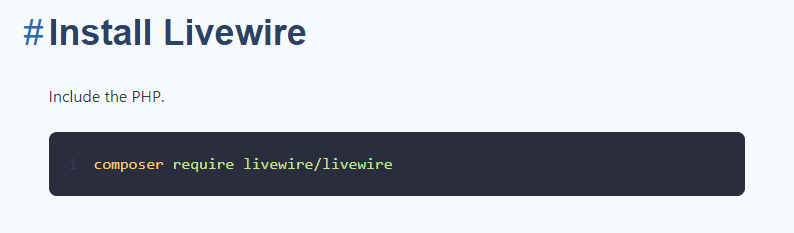 #Install Livewire
Include the PHP.
1 composer require livewire/livewire